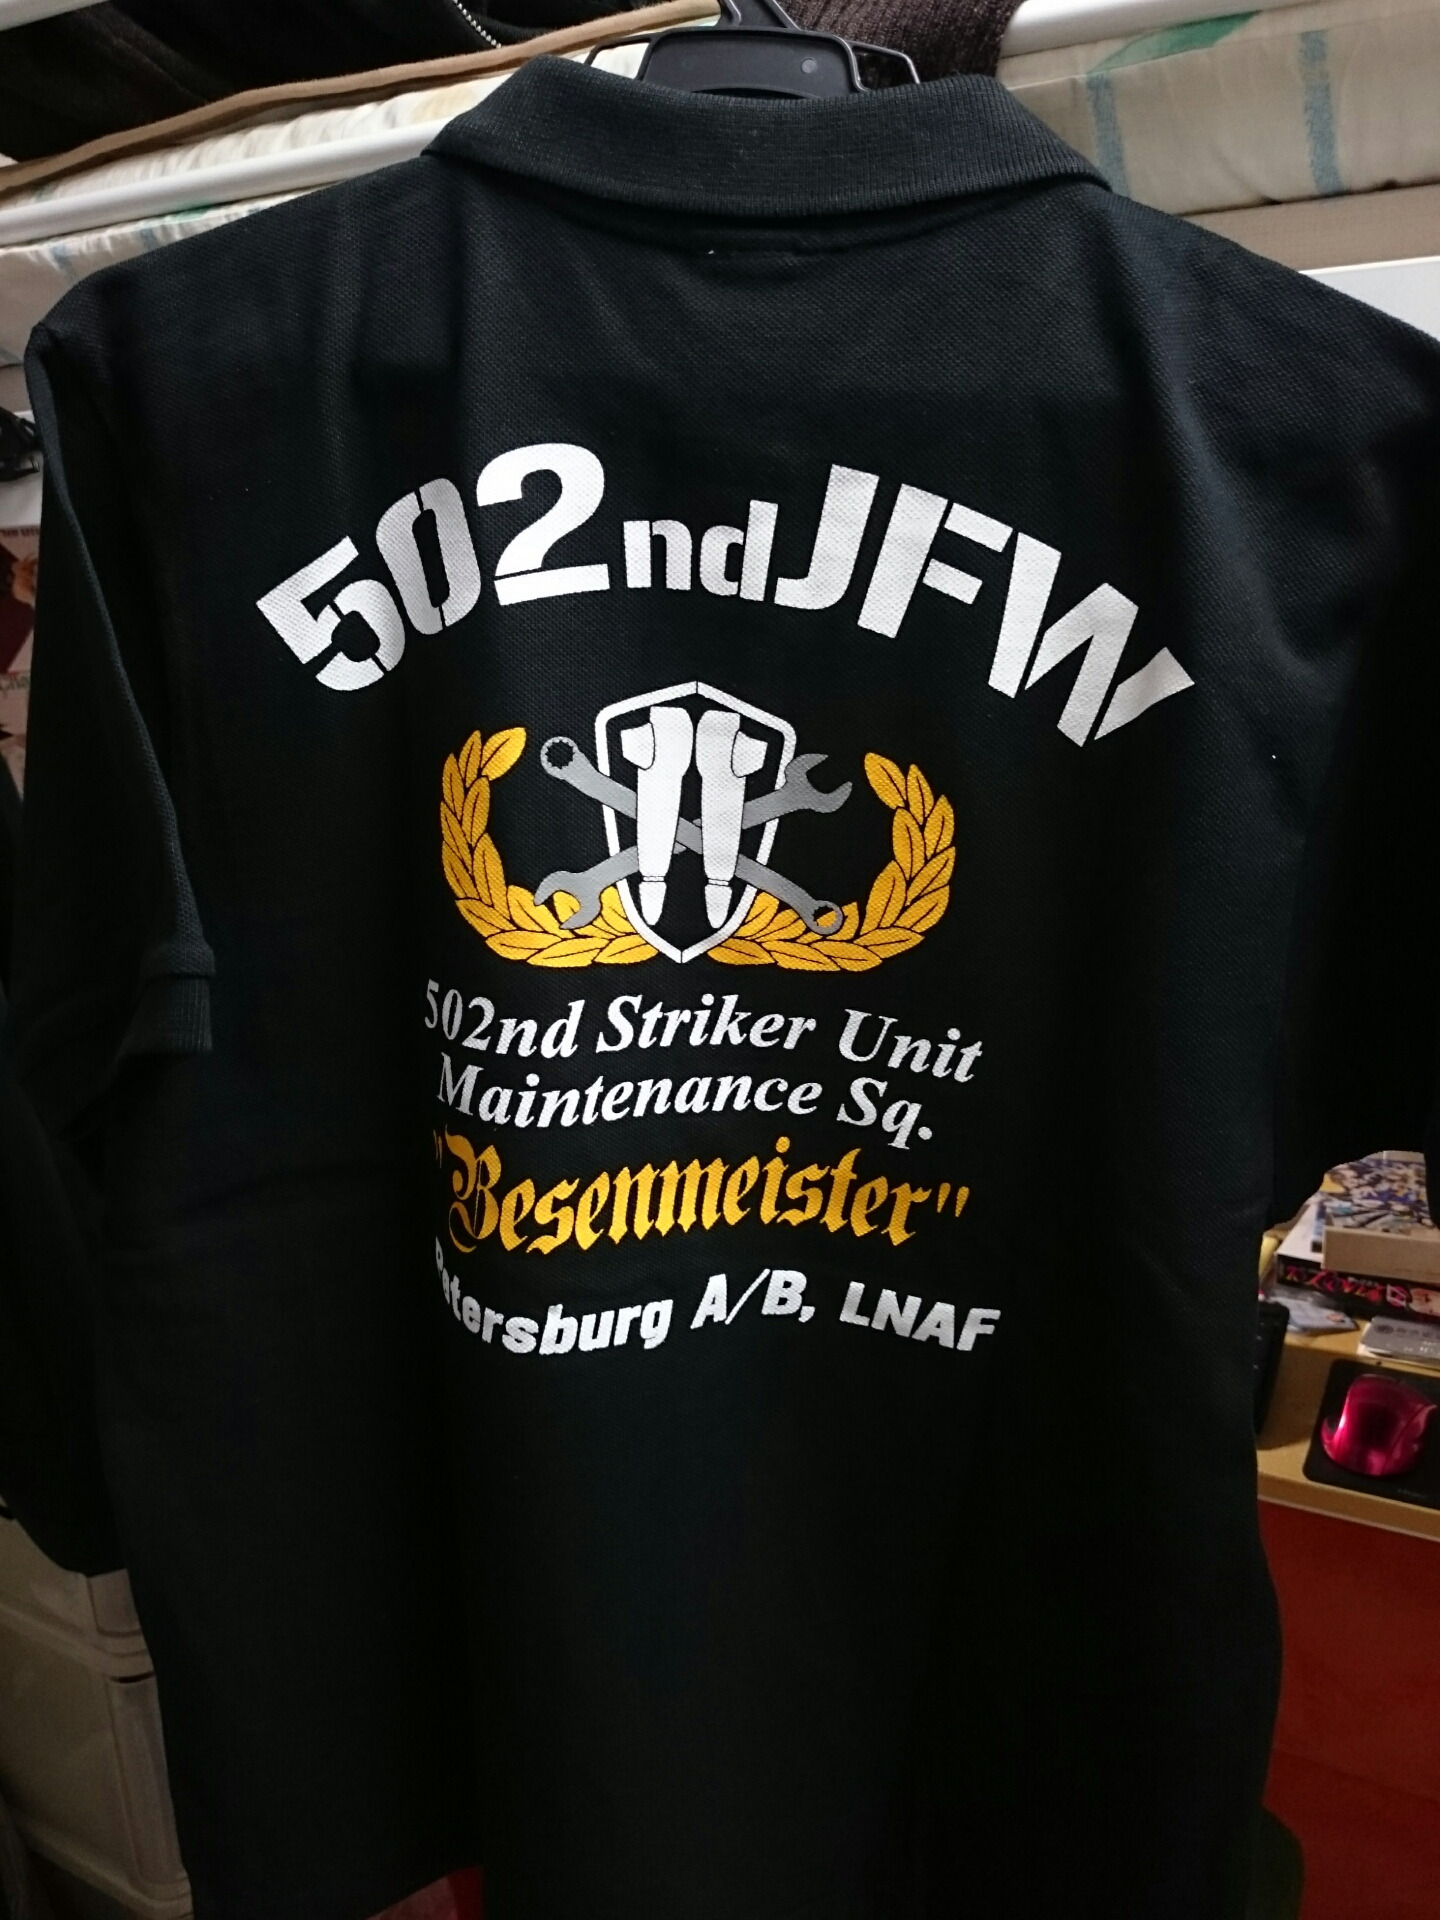 502nd JFW
502nd Striker Unit
Maintenance Sq.
"Besenmeister"
Petersburg A/B, LNAF